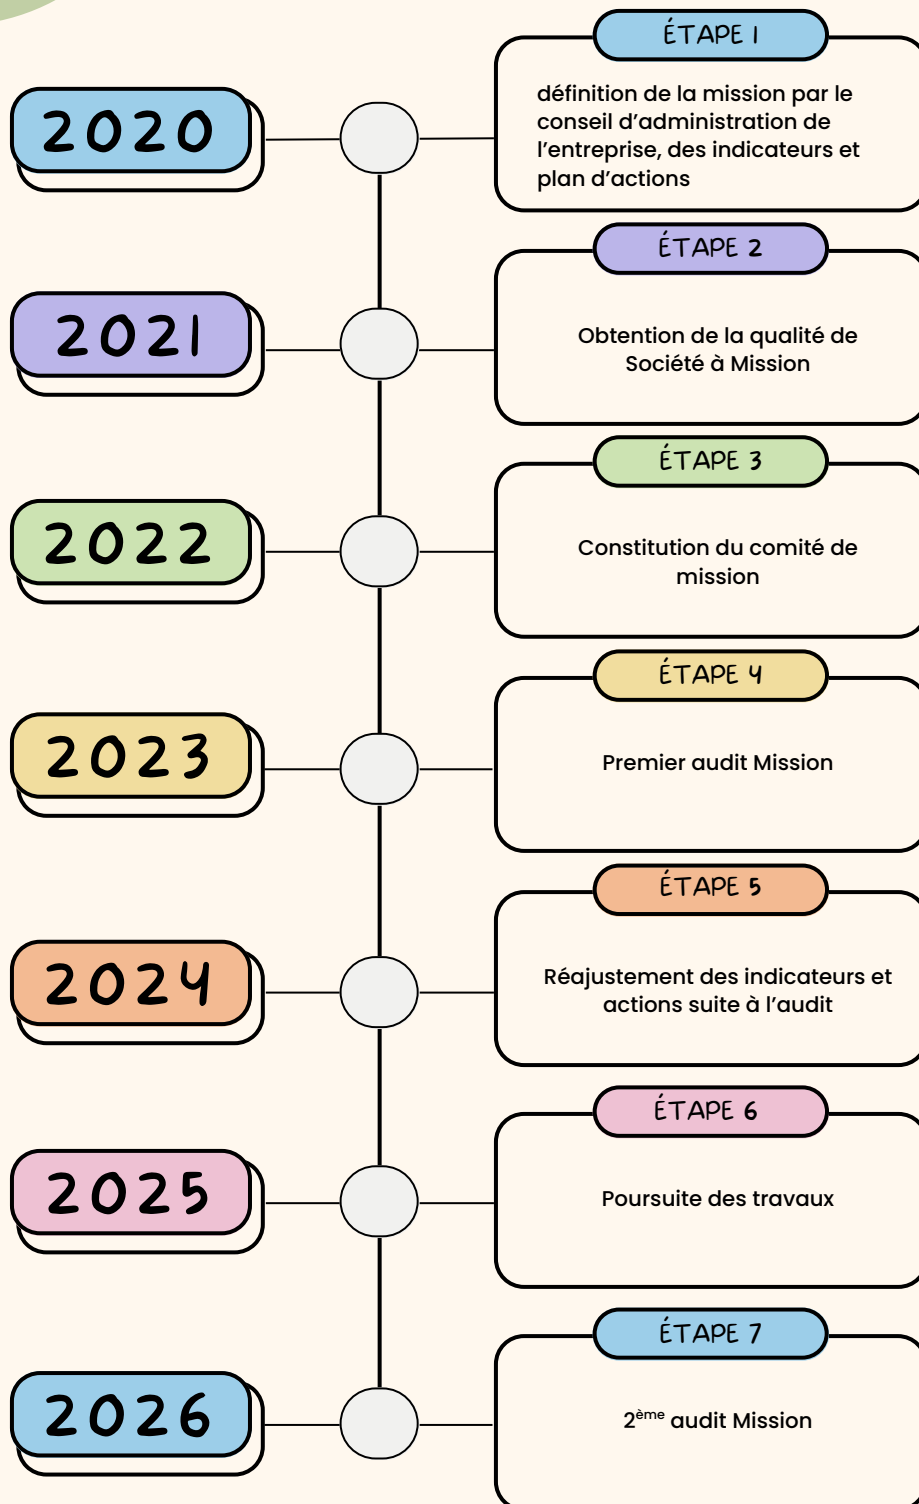 ÉTAPE 1
2020
définition de la mission par le
conseil d'administration de
l'entreprise, des indicateurs et
plan d'actions
ÉTAPE 2
2021
Obtention de la qualité de
Société à Mission
ÉTAPE 3
2022
Constitution du comité de
mission
ÉTAPE 4
2023
Premier audit Mission
ÉTAPE 5
2024
Réajustement des indicateurs et
actions suite à l'audit
ÉTAPE 6
2025
Poursuite des travaux
ÉTAPE 7
2026
2ème audit Mission